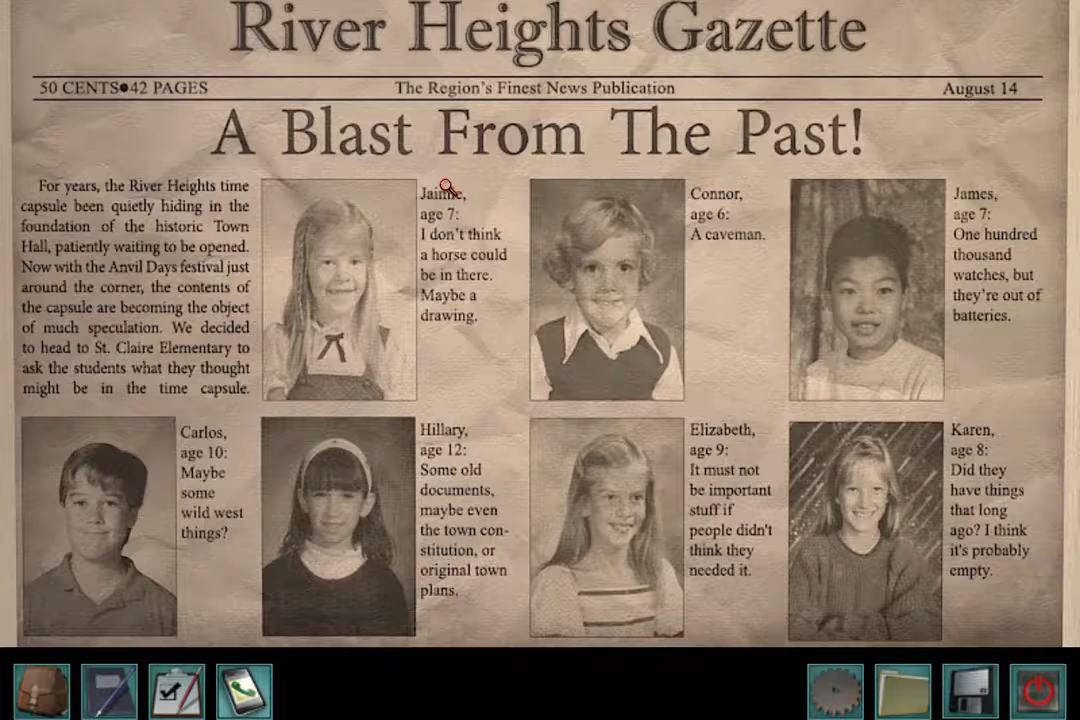 River Heights Gazette
50 CENTS●42 PAGES
The Region's Finest News Publication
August 14
A Blast From The Past!
For years, the River Heights time
capsule been quietly hiding in the
foundation of the historic Town
Hall, patiently waiting to be opened.
Now with the Anvil Days festival just
around the corner, the contents of
the capsule are becoming the object
of much speculation. We decided
to head to St. Claire Elementary to
ask the students what they thought
might be in the time capsule.
Jaimie,
age 7:
I don't think
a horse could
be in there.
Maybe a
drawing.
Connor,
age 6:
A caveman.
James,
age 7:
One hundred
thousand
watches, but
they're out of
batteries.
Carlos,
age 10:
Maybe
some
wild west
things?
Hillary,
age 12:
Some old
documents,
maybe even
the town con-
stitution, or
original town
plans.
Elizabeth,
age 9:
It must not
be important
stuff if
people didn't
think they
needed it.
Karen,
age 8:
Did they
have things
that long
ago? I think
it's probably
empty.